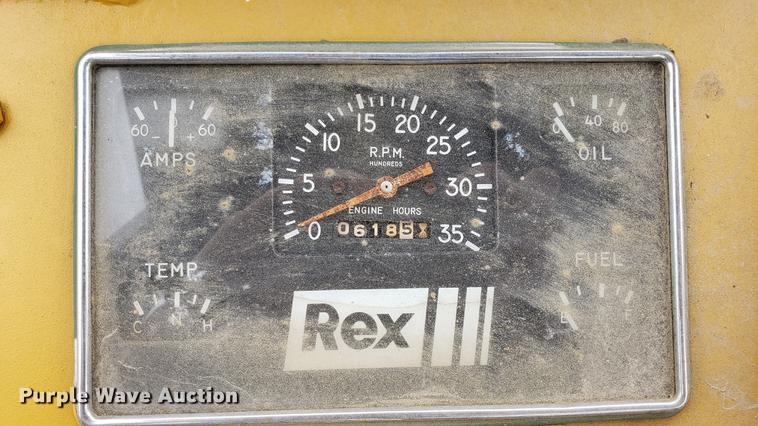 60 0 60
- +
AMPS
0 5 10 15 20 25 30 35
R.P.M.
HUNDREDS
ENGINE HOURS
06185
0 40 80
OIL
TEMP
C N H
FUEL
E
Rex
Purple Wave Auction